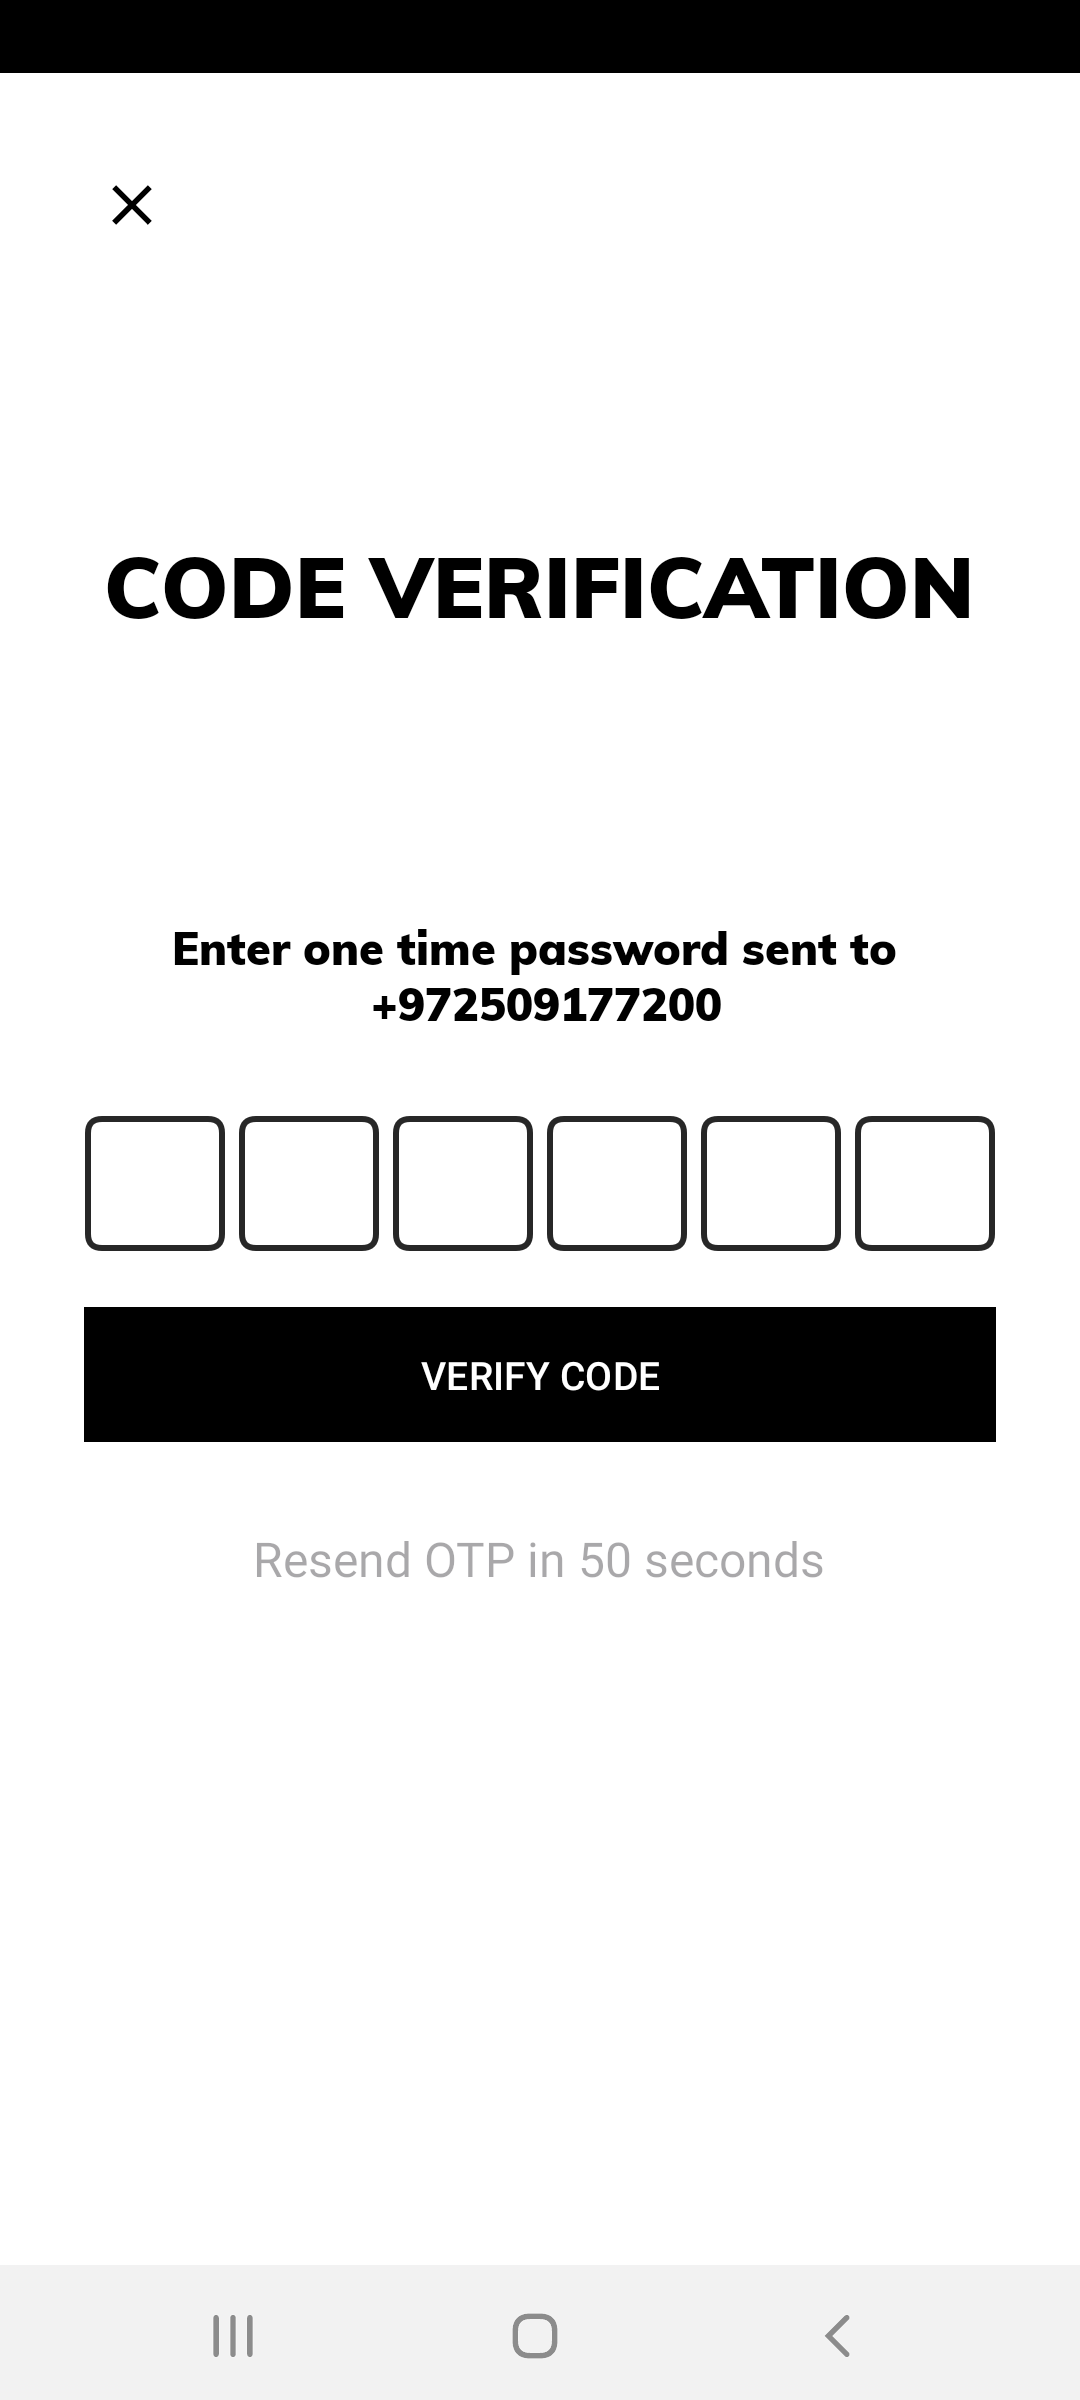 CODE VERIFICATION
Enter one time password sent to
+972509177200
VERIFY CODE
Resend OTP in 50 seconds